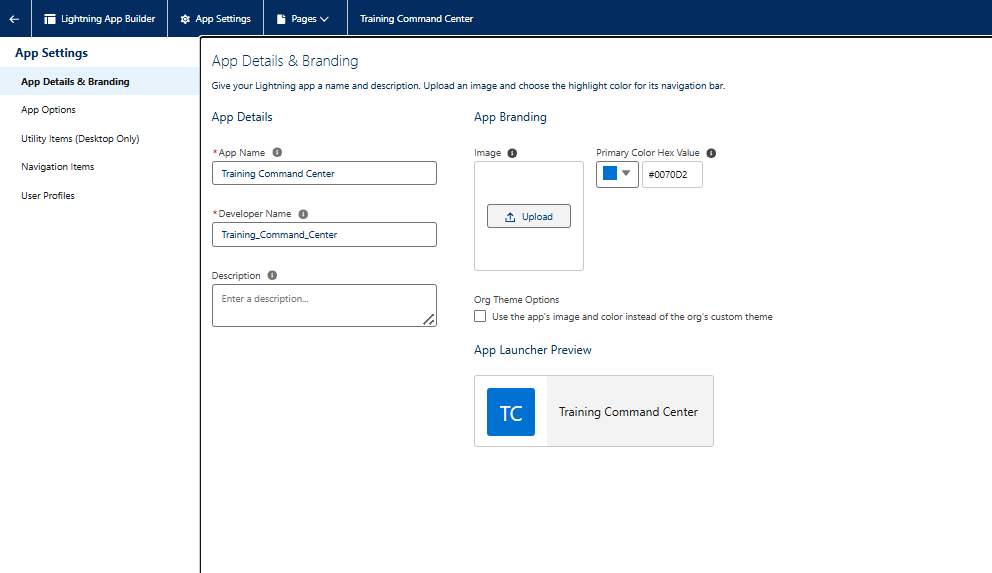 Lightning App Builder
App Settings
Pages
Training Command Center
App Settings
App Details & Branding
App Options
Utility Items (Desktop Only)
Navigation Items
User Profiles
App Details & Branding
Give your Lightning app a name and description. Upload an image and choose the highlight color for its navigation bar.
App Details
*App Name
Training Command Center
*Developer Name
Training_Command_Center
Description
Enter a description...
App Branding
Image
Upload
Primary Color Hex Value
#0070D2
Org Theme Options
Use the app's image and color instead of the org's custom theme
App Launcher Preview
TC
Training Command Center